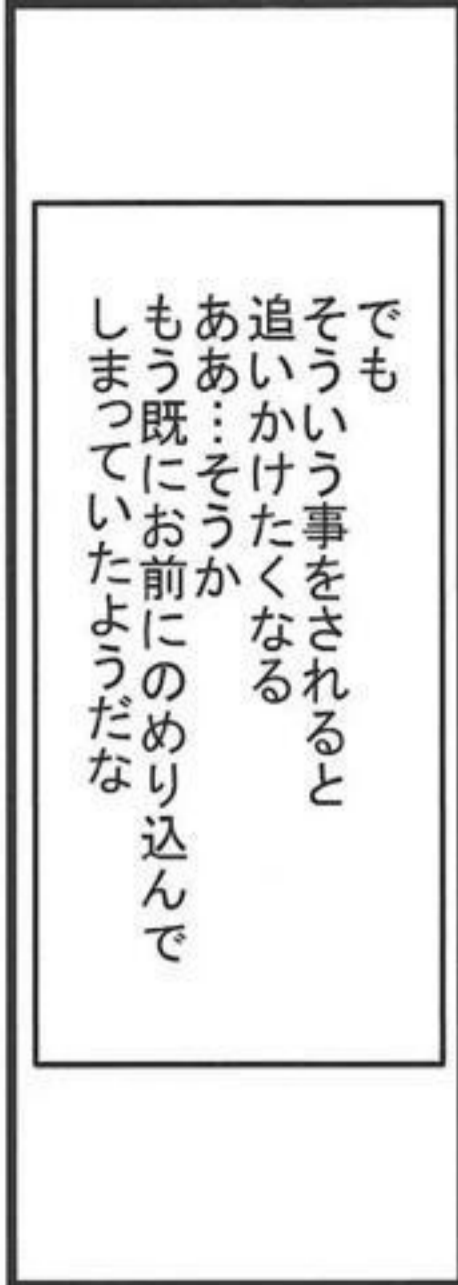 でも
そういう事をされると
追いかけたくなる
ああ…そうか
もう既にお前にのめり込んで
しまっていたようだな